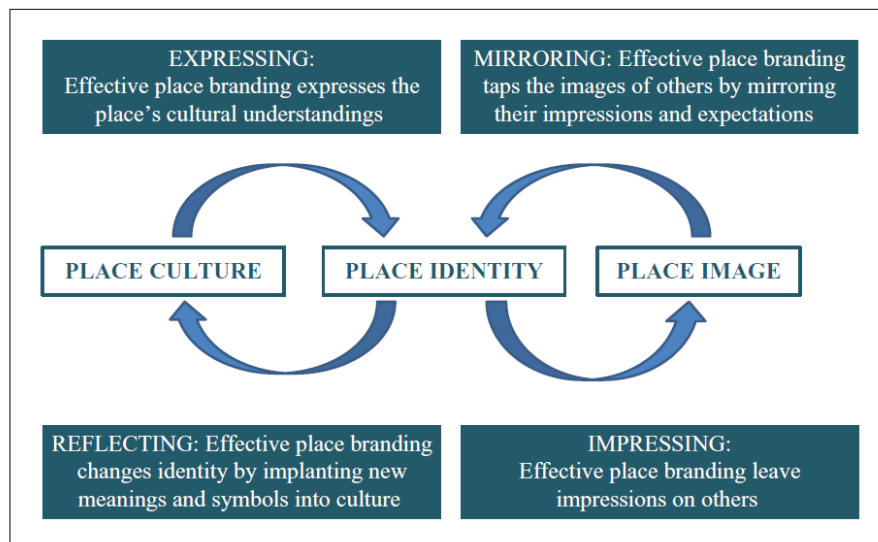 EXPRESSING:
Effective place branding expresses the
place's cultural understandings
MIRRORING: Effective place branding
taps the images of others by mirroring
their impressions and expectations
PLACE CULTURE
PLACE IDENTITY
PLACE IMAGE
REFLECTING: Effective place branding
changes identity by implanting new
meanings and symbols into culture
IMPRESSING:
Effective place branding leave
impressions on others